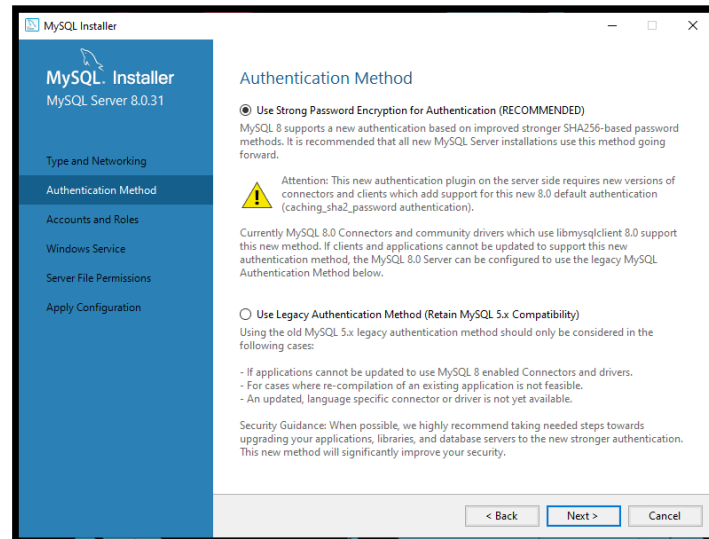 MySQL Installer
MySQL. Installer
MySQL Server 8.0.31
Type and Networking
Authentication Method
Accounts and Roles
Windows Service
Server File Permissions
Apply Configuration
Authentication Method
Use Strong Password Encryption for Authentication (RECOMMENDED)
MySQL 8 supports a new authentication based on improved stronger SHA256-based password
methods. It is recommended that all new MySQL Server installations use this method going
forward.
Attention: This new authentication plugin on the server side requires new versions of
connectors and clients which add support for this new 8.0 default authentication
(caching_sha2_password authentication).
Currently MySQL 8.0 Connectors and community drivers which use libmysqlclient 8.0 support
this new method. If clients and applications cannot be updated to support this new
authentication method, the MySQL 8.0 Server can be configured to use the legacy MySQL
Authentication Method below.
Use Legacy Authentication Method (Retain MySQL 5.x Compatibility)
Using the old MySQL 5.x legacy authentication method should only be considered in the
following cases:
- If applications cannot be updated to use MySQL 8 enabled Connectors and drivers.
- For cases where re-compilation of an existing application is not feasible.
- An updated, language specific connector or driver is not yet available.
Security Guidance: When possible, we highly recommend taking needed steps towards
upgrading your applications, libraries, and database servers to the new stronger authentication.
This new method will significantly improve your security.
< Back
Next >
Cancel